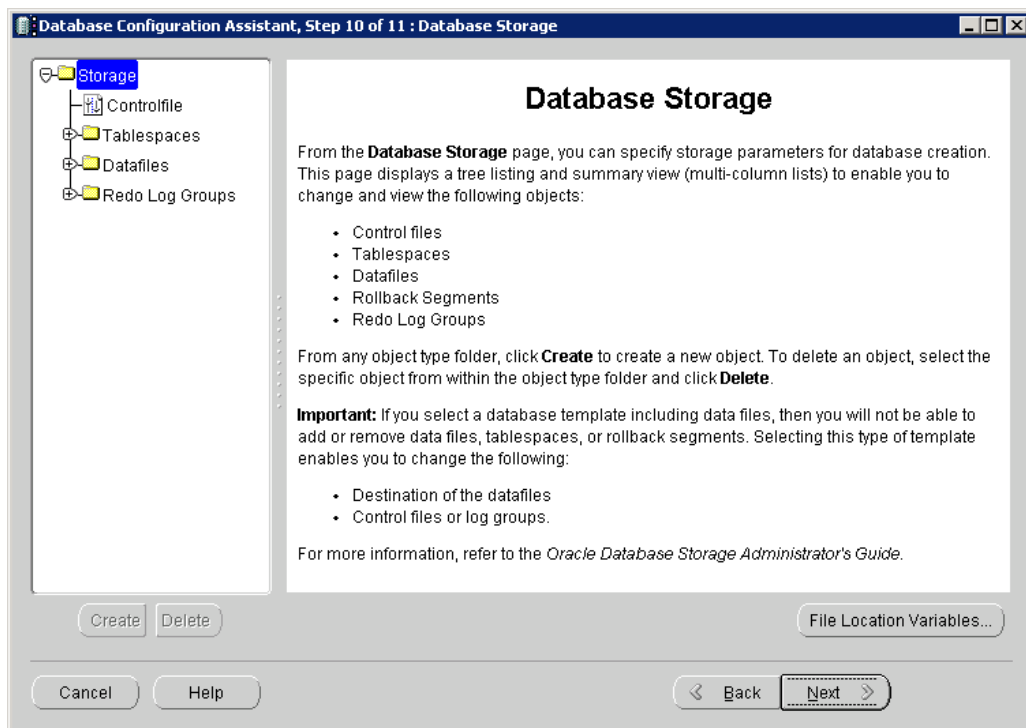 Database Configuration Assistant, Step 10 of 11 : Database Storage
Storage
Controlfile
Tablespaces
Datafiles
Redo Log Groups
Database Storage
From the Database Storage page, you can specify storage parameters for database creation.
This page displays a tree listing and summary view (multi-column lists) to enable you to
change and view the following objects:
• Control files
• Tablespaces
• Datafiles
• Rollback Segments
• Redo Log Groups
From any object type folder, click Create to create a new object. To delete an object, select the
specific object from within the object type folder and click Delete.
Important: If you select a database template including data files, then you will not be able to
add or remove data files, tablespaces, or rollback segments. Selecting this type of template
enables you to change the following:
• Destination of the datafiles
• Control files or log groups.
For more information, refer to the Oracle Database Storage Administrator's Guide.
Create Delete
File Location Variables...
Cancel Help Back Next